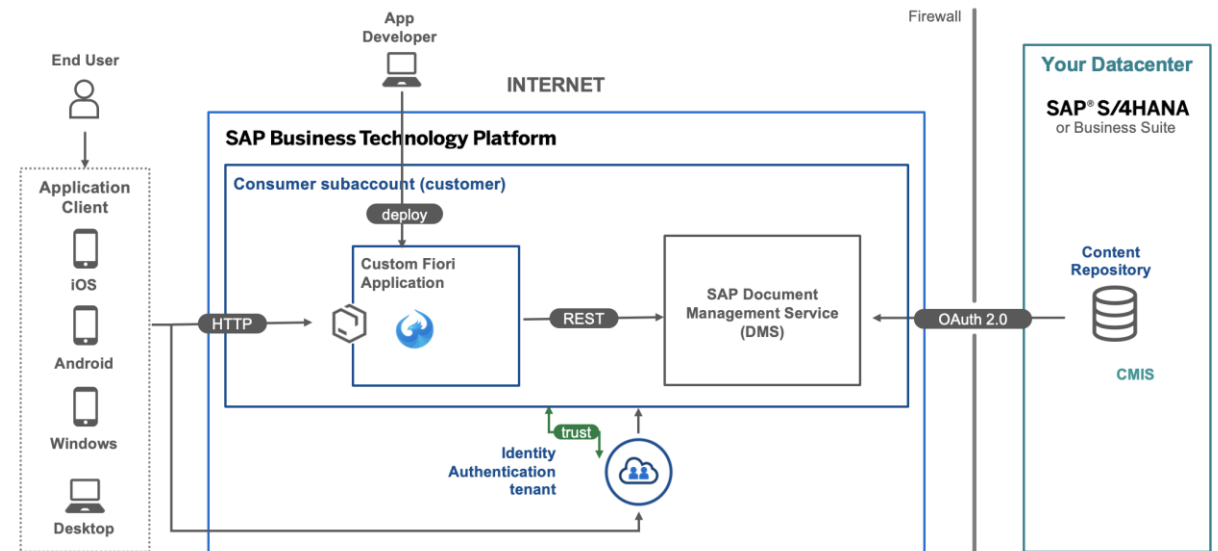 Firewall
App
Developer
End User
INTERNET
Your Datacenter
SAP® S/4HANA
or Business Suite
SAP Business Technology Platform
Consumer subaccount (customer)
Application
Client
deploy
iOS
Custom Fiori
Application
SAP Document
Management Service
(DMS)
Content
Repository
HTTP
REST
OAuth 2.0
Android
CMIS
trust
Windows
Identity
Authentication
tenant
Desktop